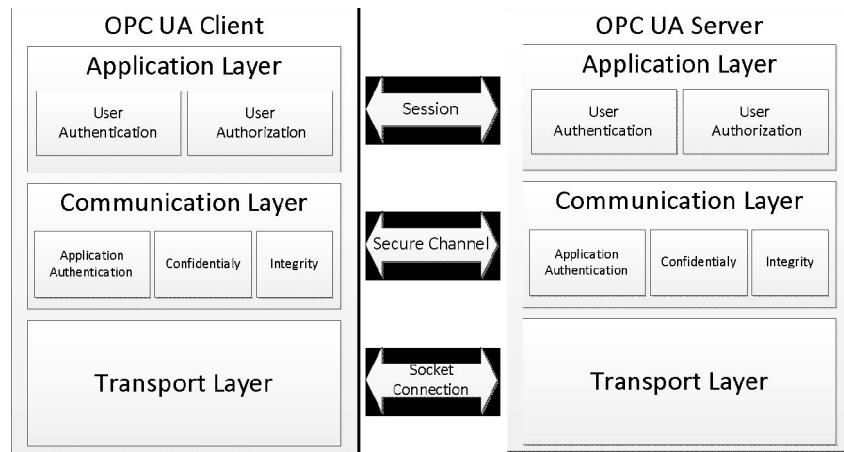 OPC UA Client
Application Layer
User
Authentication
User
Authorization
Communication Layer
Application
Authentication
Confidentialy
Integrity
Transport Layer
Session
Secure Channel
Socket
Connection
OPC UA Server
Application Layer
User
Authentication
User
Authorization
Communication Layer
Application
Authentication
Confidentialy
Integrity
Transport Layer